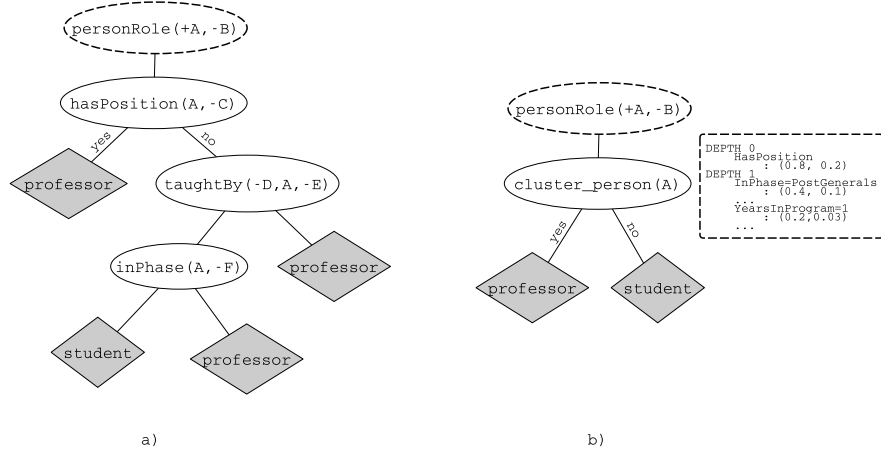 personRole(+A,-B)
hasPosition(A,-C)
yes
no
professor
taughtBy(-D,A,-E)
inPhase(A,-F)
professor
student
professor
a)
personRole(+A,-B)
cluster_person(A)
yes
no
professor
student
DEPTH 0
HasPosition
: (0.8, 0.2)
DEPTH 1
InPhase=PostGenerals
: (0.4, 0.1)
...
YearsInProgram=1
: (0.2,0.03)
...
b)